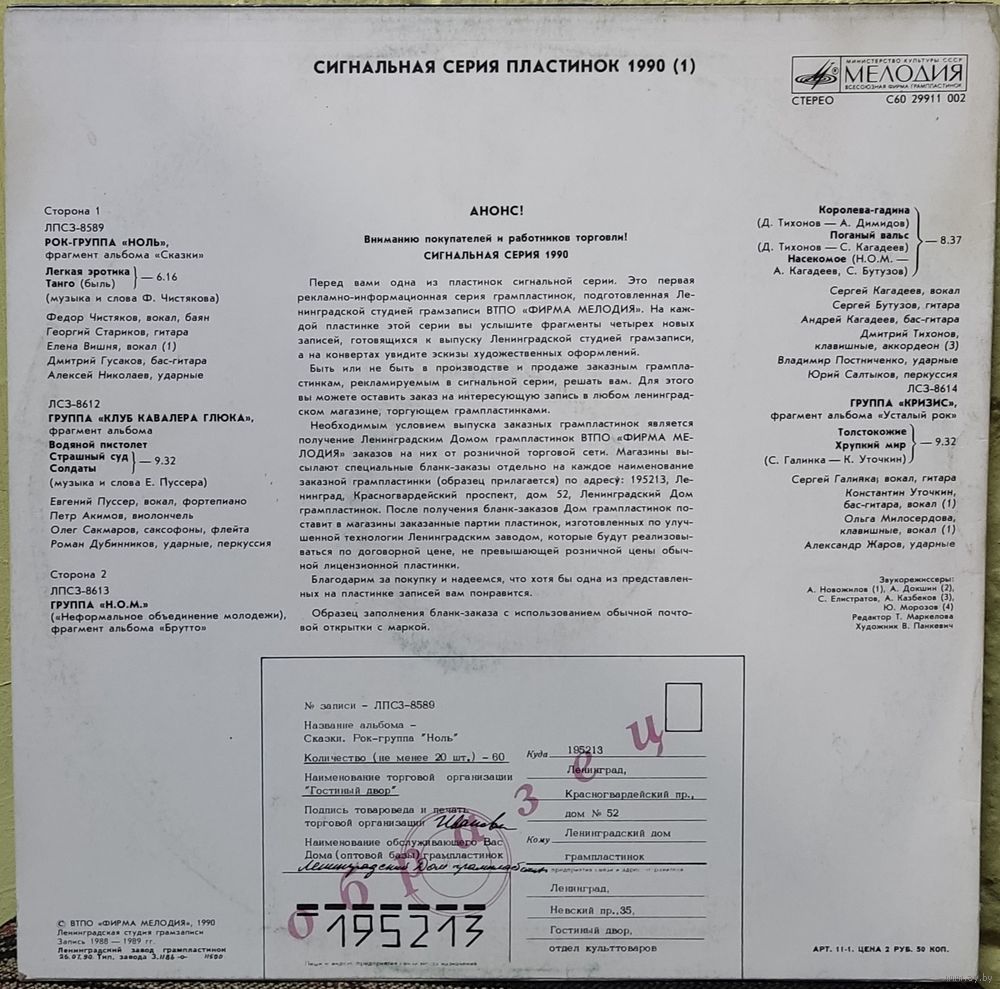 СИГНАЛЬНАЯ СЕРИЯ ПЛАСТИНОК 1990 (1)
МИНИСТЕРСТВО КУЛЬТУРЫ СССР
МЕЛОДИЯ
ВСЕСОЮЗНАЯ ФИРМА ГРАМПЛАСТИНОК
СТЕРЕО С60 29911 002
Сторона 1
ЛПСЗ-8589
РОК-ГРУППА «НОЛЬ»,
фрагмент альбома «Сказки»
Легкая эротика
Танго (быль) — 6.16
(музыка и слова Ф. Чистякова)
Федор Чистяков, вокал, баян
Георгий Стариков, гитара
Елена Вишня, вокал (1)
Дмитрий Гусаков, бас-гитара
Алексей Николаев, ударные
ЛСЗ-8612
ГРУППА «КЛУБ КАВАЛЕРА ГЛЮКА»,
фрагмент альбома
Водяной пистолет
Страшный суд
Солдаты — 9.32
(музыка и слова Е. Пуссера)
Евгений Пуссер, вокал, фортепиано
Петр Акимов, виолончель
Олег Сакмаров, саксофоны, флейта
Роман Дубинников, ударные, перкуссия
Сторона 2
ЛПСЗ-8613
ГРУППА «Н.О.М.»
(«Неформальное объединение молодежи»),
фрагмент альбома «Брутто»
АНОНС!
Вниманию покупателей и работников торговли!
СИГНАЛЬНАЯ СЕРИЯ 1990
Перед вами одна из пластинок сигнальной серии. Это первая
рекламно-информационная серия грампластинок, подготовленная Ле-
нинградской студией грамзаписи ВТПО «ФИРМА МЕЛОДИЯ». На каж-
дой пластинке этой серии вы услышите фрагменты четырех новых
записей, готовящихся к выпуску Ленинградской студией грамзаписи,
а на конвертах увидите эскизы художественных оформлений.
Быть или не быть в производстве и продаже заказным грампла-
стинкам, рекламируемым в сигнальной серии, решать вам. Для этого
вы можете оставить заказ на интересующую запись в любом ленинград-
ском магазине, торгующем грампластинками.
Необходимым условием выпуска заказных грампластинок является
получение Ленинградским Домом грампластинок ВТПО «ФИРМА МЕ-
ЛОДИЯ» заказов на них от розничной торговой сети. Магазины вы-
сылают специальные бланк-заказы отдельно на каждое наименование
заказной грампластинки (образец прилагается) по адресу: 195213, Ле-
нинград, Красногвардейский проспект, дом 52, Ленинградский Дом
грампластинок. После получения бланк-заказов Дом грампластинок по-
ставит в магазины заказанные партии пластинок, изготовленных по улуч-
шенной технологии Ленинградским заводом, которые будут реализовы-
ваться по договорной цене, не превышающей розничной цены обыч-
ной лицензионной пластинки.
Благодарим за покупку и надеемся, что хотя бы одна из представлен-
ных на пластинке записей вам понравится.
Образец заполнения бланк-заказа с использованием обычной почто-
вой открытки с маркой.
Королева-гадина
(Д. Тихонов — А. Димидов)
Поганый вальс
(Д. Тихонов — С. Кагадеев)
Насекомое (Н.О.М. —
А. Кагадеев, С. Бутузов) — 8.37
Сергей Кагадеев, вокал
Сергей Бутузов, гитара
Андрей Кагадеев, бас-гитара
Дмитрий Тихонов,
клавишные, аккордеон (3)
Владимир Постниченко, ударные
Юрий Салтыков, перкуссия
ЛСЗ-8614
ГРУППА «КРИЗИС»,
фрагмент альбома «Усталый рок»
Толстокожие
Хрупкий мир — 9.32
(С. Галинка — К. Уточкин)
Сергей Галинка, вокал, гитара
Константин Уточкин,
бас-гитара, вокал (1)
Ольга Милосердова,
клавишные, вокал (1)
Александр Жаров, ударные
Звукорежиссеры:
А. Новожилов (1), А. Докшин (2),
С. Елистратов, А. Казбеков (3),
Ю. Морозов (4)
Редактор Т. Маркелова
Художник В. Панкевич
№ записи - ЛПСЗ-8589
Название альбома -
Сказки. Рок-группа "Ноль"
Количество (не менее 20 шт.) - 60
Наименование торговой организации
"Гостиный двор"
Подпись товароведа и печать
торговой организации Иванова
Наименование обслуживающего Вас
Дома (оптовой базы) грампластинок
Ленинградский Дом грампластинок
образец
195213
Куда 195213
Ленинград,
Красногвардейский пр.,
дом № 52
Кому Ленинградский дом
грампластинок
Ленинград,
Невский пр., 35,
Гостиный двор,
отдел культтоваров
© ВТПО «ФИРМА МЕЛОДИЯ», 1990
Ленинградская студия грамзаписи
Запись 1988 — 1989 гг.
Ленинградский завод грампластинок
26.07.90. Тип. завода З.1186-0- 11500
АРТ. 11-1. ЦЕНА 2 РУБ. 50 КОП.